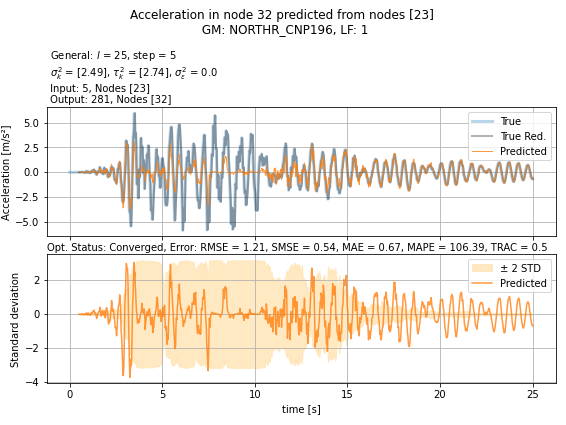 Acceleration in node 32 predicted from nodes [23]
GM: NORTHR_CNP196, LF: 1
General: l = 25, step = 5
σ²ₖ = [2.49], τ²ₖ = [2.74], σ²ₑ = 0.0
Input: 5, Nodes [23]
Output: 281, Nodes [32]
Acceleration [m/s²]
5.0
2.5
0.0
−2.5
−5.0
True
True Red.
Predicted
Opt. Status: Converged, Error: RMSE = 1.21, SMSE = 0.54, MAE = 0.67, MAPE = 106.39, TRAC = 0.5
Standard deviation
2
0
−2
−4
± 2 STD
Predicted
0 5 10 15 20 25
time [s]